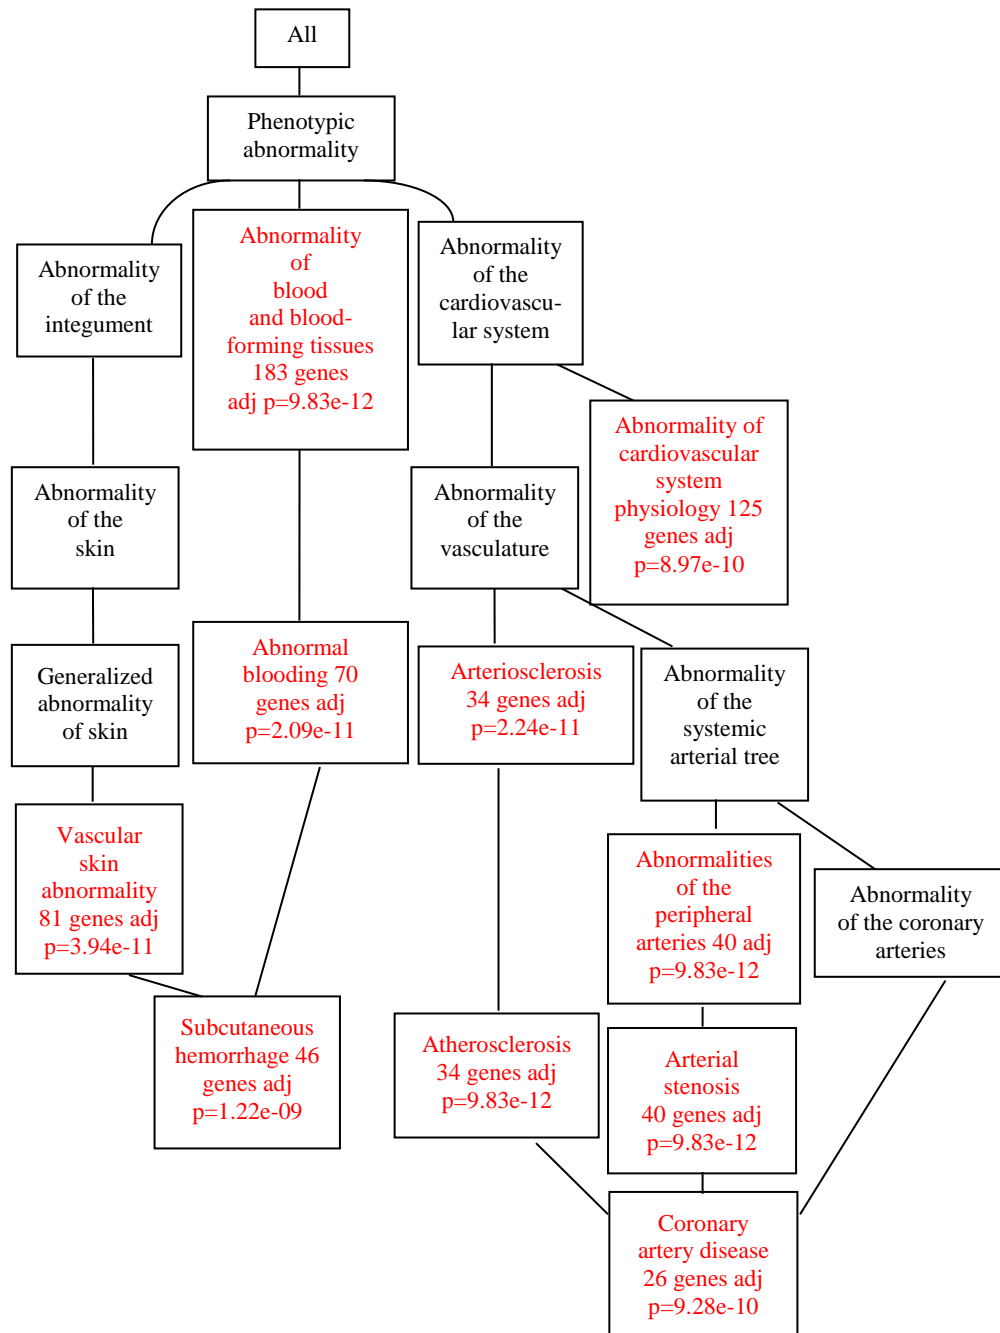 All
Phenotypic
abnormality
Abnormality
of the
integument
Abnormality
of
blood
and blood-
forming tissues
183 genes
adj p=9.83e-12
Abnormality
of the
cardiovascu-
lar system
Abnormality of
cardiovascular
system
physiology 125
genes adj
p=8.97e-10
Abnormality
of the
skin
Abnormality
of the
vasculature
Generalized
abnormality
of skin
Abnormal
blooding 70
genes adj
p=2.09e-11
Arteriosclerosis
34 genes adj
p=2.24e-11
Abnormality
of the
systemic
arterial tree
Vascular
skin
abnormality
81 genes adj
p=3.94e-11
Abnormalities
of the
peripheral
arteries 40 adj
p=9.83e-12
Abnormality
of the coronary
arteries
Subcutaneous
hemorrhage 46
genes adj
p=1.22e-09
Atherosclerosis
34 genes adj
p=9.83e-12
Arterial
stenosis
40 genes adj
p=9.83e-12
Coronary
artery disease
26 genes adj
p=9.28e-10